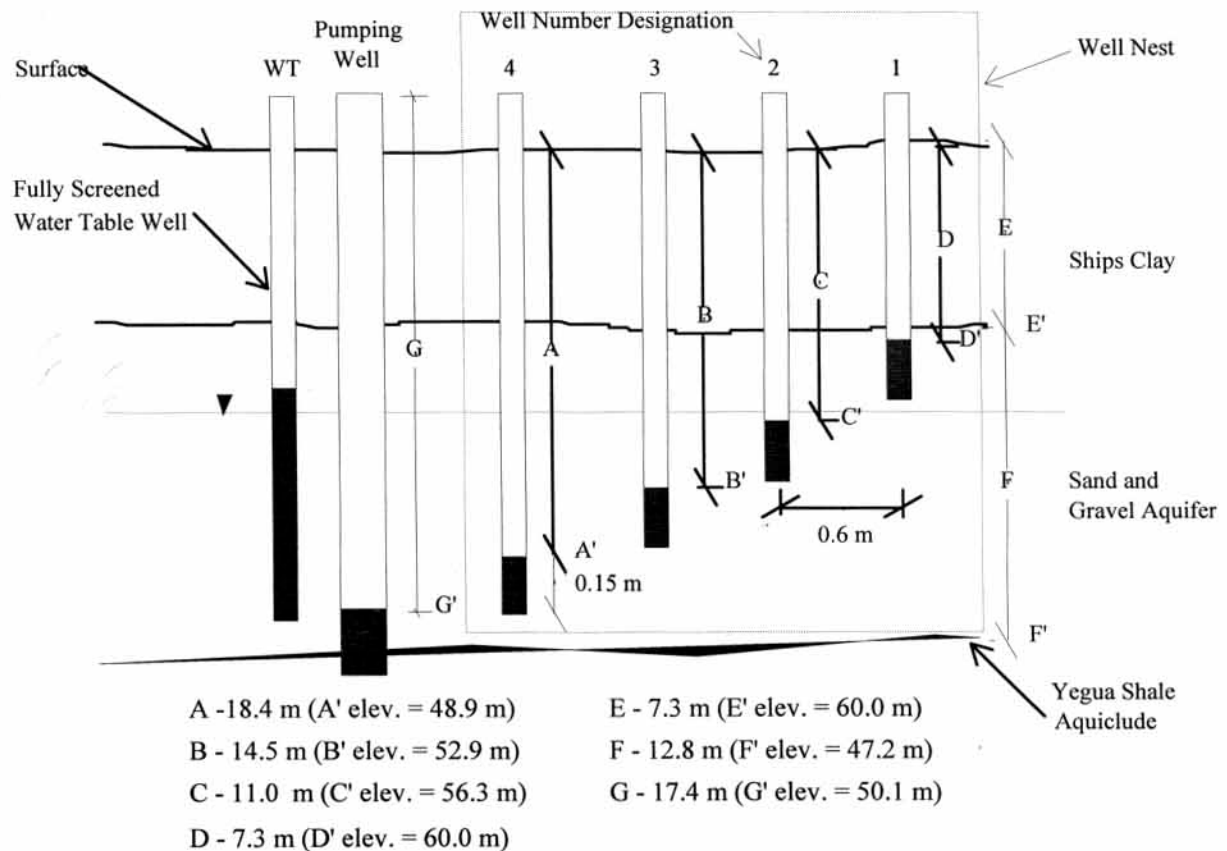 Well Number Designation
Pumping
Well
Well Nest
Surface
WT
4
3
2
1
Fully Screened
Water Table Well
E
D
C
Ships Clay
B
E'
G
A
D'
C'
B'
F
Sand and
Gravel Aquifer
0.6 m
A'
0.15 m
G'
F'
Yegua Shale
Aquiclude
A -18.4 m (A' elev. = 48.9 m)
E - 7.3 m (E' elev. = 60.0 m)
B - 14.5 m (B' elev. = 52.9 m)
F - 12.8 m (F' elev. = 47.2 m)
C - 11.0 m (C' elev. = 56.3 m)
G - 17.4 m (G' elev. = 50.1 m)
D - 7.3 m (D' elev. = 60.0 m)